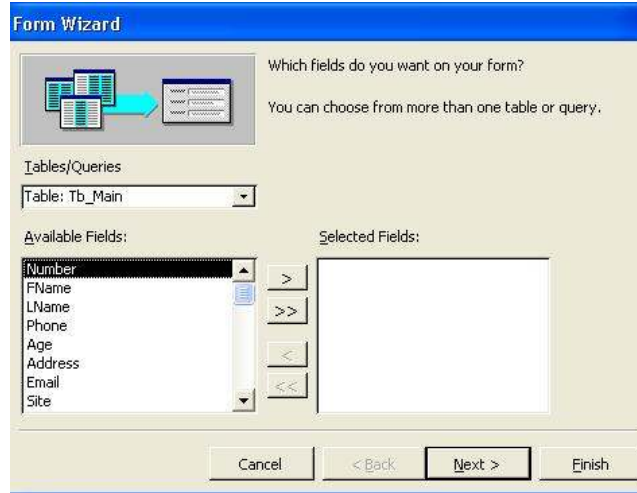 Form Wizard
Which fields do you want on your form?
You can choose from more than one table or query.
Tables/Queries
Table: Tb_Main
Available Fields:
Selected Fields:
Number
FName
LName
Phone
Age
Address
Email
Site
>
>>
<
<<
Cancel
< Back
Next >
Finish